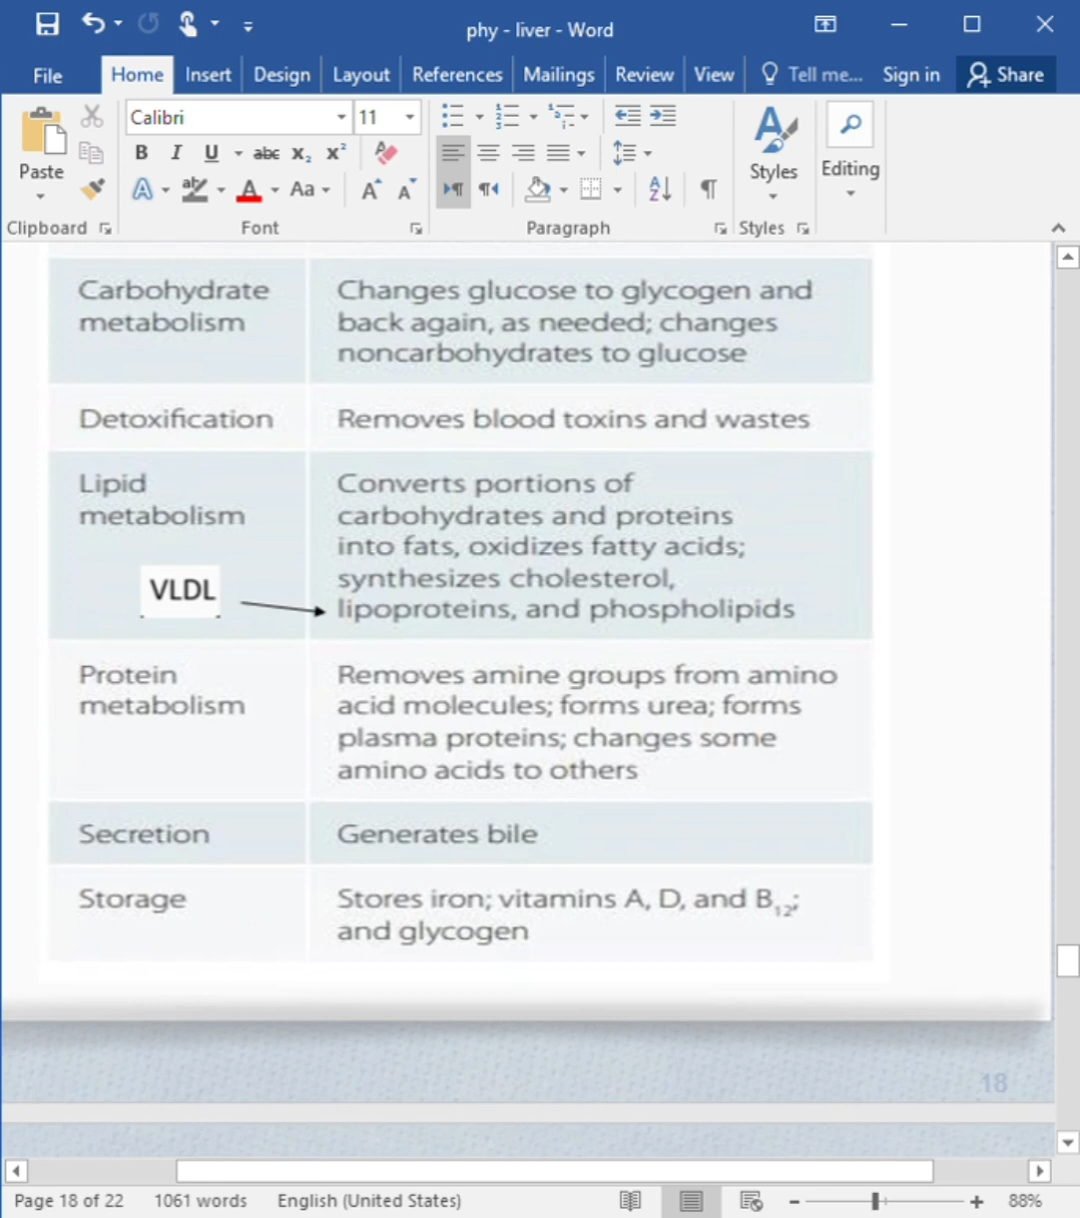 phy - liver - Word
File Home Insert Design Layout References Mailings Review View Tell me... Sign in Share
Calibri 11
Paste
B I U abc x₂ x² Styles Editing
A ab A Aa A A
Clipboard Font Paragraph Styles
Carbohydrate metabolism
Changes glucose to glycogen and
back again, as needed; changes
noncarbohydrates to glucose
Detoxification
Removes blood toxins and wastes
Lipid
metabolism
VLDL
Converts portions of
carbohydrates and proteins
into fats, oxidizes fatty acids;
synthesizes cholesterol,
lipoproteins, and phospholipids
Protein
metabolism
Removes amine groups from amino
acid molecules; forms urea; forms
plasma proteins; changes some
amino acids to others
Secretion
Generates bile
Storage
Stores iron; vitamins A, D, and B₁₂;
and glycogen
18
Page 18 of 22 1061 words English (United States) 88%